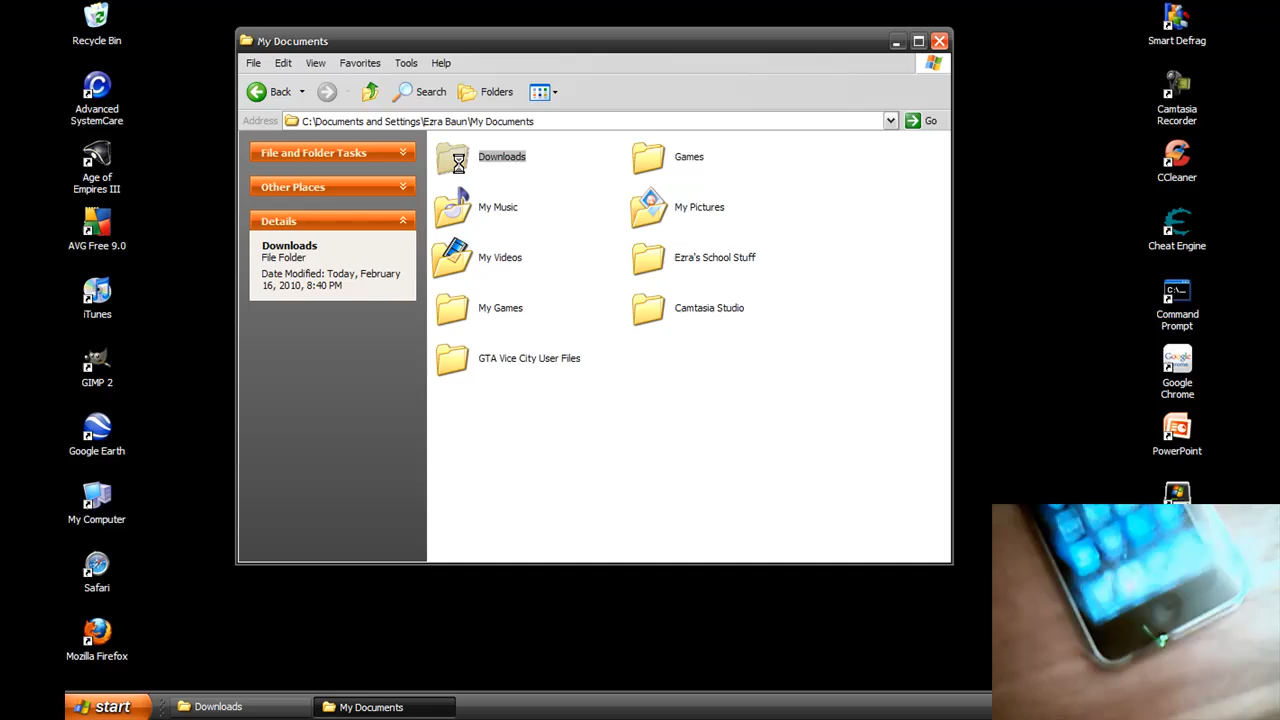 Recycle Bin
Advanced
SystemCare
Age of
Empires III
AVG Free 9.0
iTunes
GIMP 2
Google Earth
My Computer
Safari
Mozilla Firefox
My Documents
File Edit View Favorites Tools Help
Back Search Folders
Address C:\Documents and Settings\Ezra Baun\My Documents Go
File and Folder Tasks
Other Places
Details
Downloads
File Folder
Date Modified: Today, February
16, 2010, 8:40 PM
Downloads Games
My Music My Pictures
My Videos Ezra's School Stuff
My Games Camtasia Studio
GTA Vice City User Files
Smart Defrag
Camtasia
Recorder
CCleaner
Cheat Engine
C:\_
Command
Prompt
Google
Google
Chrome
PowerPoint
start Downloads My Documents